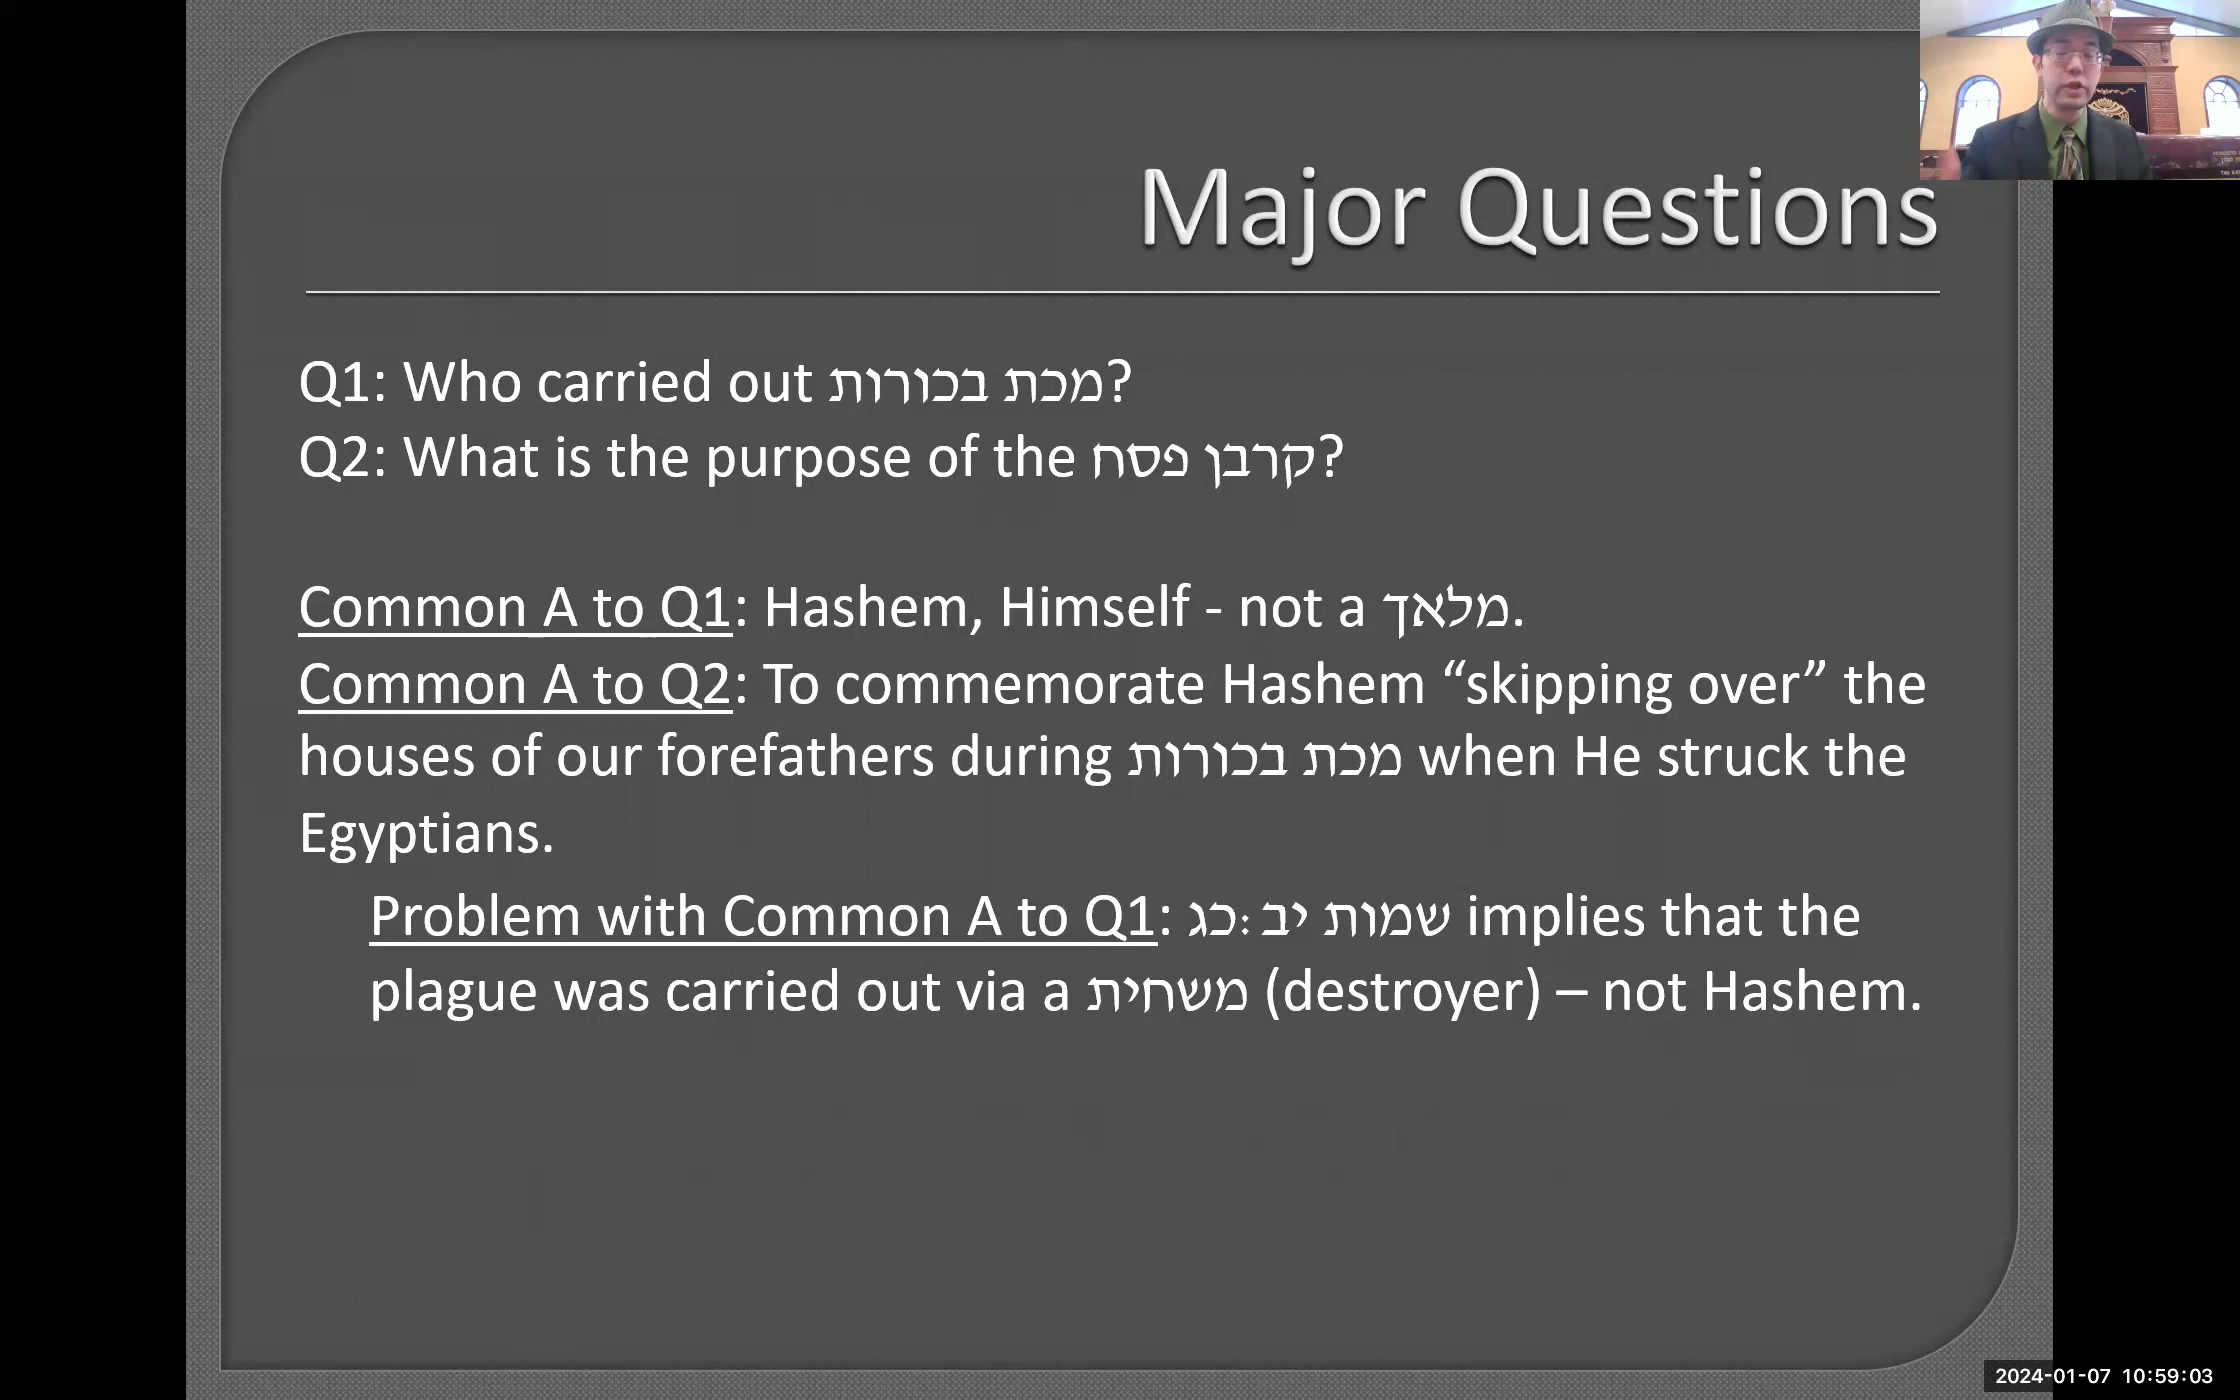 Major Questions
Q1: Who carried out מכת בכורות?
Q2: What is the purpose of the קרבן פסח?
Common A to Q1: Hashem, Himself - not a מלאך.
Common A to Q2: To commemorate Hashem “skipping over” the
houses of our forefathers during מכת בכורות when He struck the
Egyptians.
Problem with Common A to Q1: שמות יב:כג implies that the
plague was carried out via a משחית (destroyer) – not Hashem.
2024-01-07 10:59:03